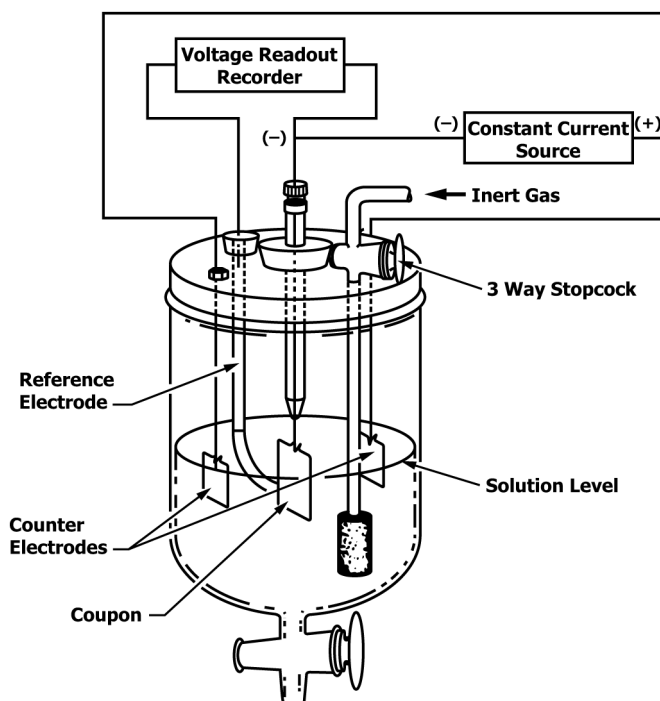 Voltage Readout
Recorder
(–)
(–)
Constant Current
Source
(+)
Inert Gas
3 Way Stopcock
Reference
Electrode
Solution Level
Counter
Electrodes
Coupon